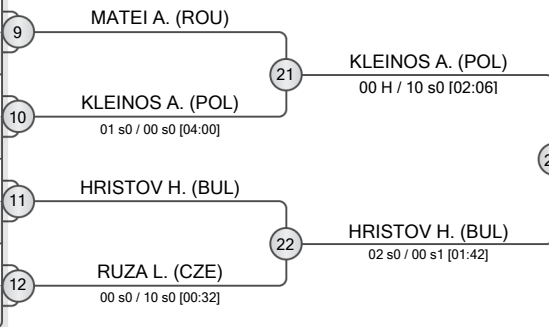 9
MATEI A. (ROU)
21
KLEINOS A. (POL)
00 H / 10 s0 [02:06]
10
KLEINOS A. (POL)
01 s0 / 00 s0 [04:00]
11
HRISTOV H. (BUL)
22
HRISTOV H. (BUL)
02 s0 / 00 s1 [01:42]
12
RUZA L. (CZE)
00 s0 / 10 s0 [00:32]